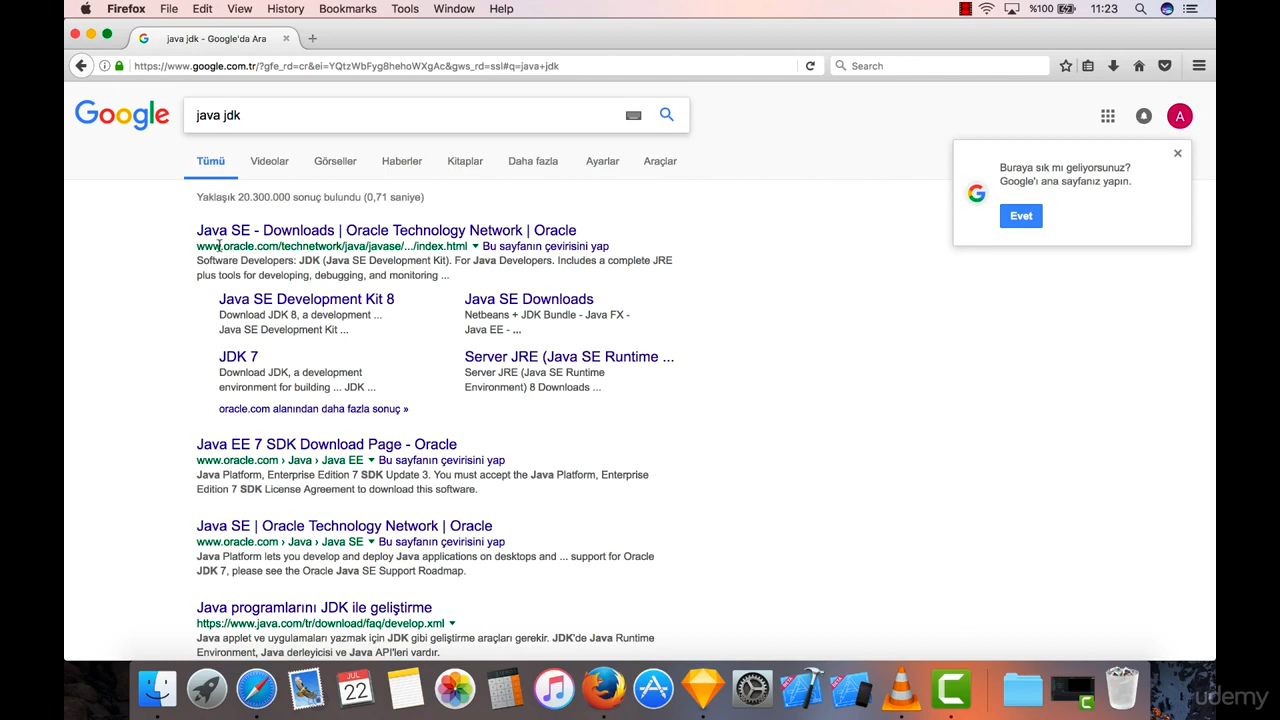 Firefox File Edit View History Bookmarks Tools Window Help %100 11:23
java jdk - Google'da Ara
https://www.google.com.tr/?gfe_rd=cr&ei=YQtzWbFyg8hehoWXgAc&gws_rd=ssl#q=java+jdk
Search
Google
java jdk
A
Tümü Videolar Görseller Haberler Kitaplar Daha fazla Ayarlar Araçlar
Buraya sık mı geliyorsunuz?
Google'ı ana sayfanız yapın.
Evet
Yaklaşık 20.300.000 sonuç bulundu (0,71 saniye)
Java SE - Downloads | Oracle Technology Network | Oracle
www.oracle.com/technetwork/java/javase/.../index.html Bu sayfanın çevirisini yap
Software Developers: JDK (Java SE Development Kit). For Java Developers. Includes a complete JRE
plus tools for developing, debugging, and monitoring ...
Java SE Development Kit 8
Download JDK 8, a development ...
Java SE Development Kit ...
Java SE Downloads
Netbeans + JDK Bundle - Java FX -
Java EE - ...
JDK 7
Download JDK, a development
environment for building ... JDK ...
Server JRE (Java SE Runtime ...
Server JRE (Java SE Runtime
Environment) 8 Downloads ...
oracle.com alanından daha fazla sonuç »
Java EE 7 SDK Download Page - Oracle
www.oracle.com › Java › Java EE Bu sayfanın çevirisini yap
Java Platform, Enterprise Edition 7 SDK Update 3. You must accept the Java Platform, Enterprise
Edition 7 SDK License Agreement to download this software.
Java SE | Oracle Technology Network | Oracle
www.oracle.com › Java › Java SE Bu sayfanın çevirisini yap
Java Platform lets you develop and deploy Java applications on desktops and ... support for Oracle
JDK 7, please see the Oracle Java SE Support Roadmap.
Java programlarını JDK ile geliştirme
https://www.java.com/tr/download/faq/develop.xml
Java applet ve uygulamaları yazmak için JDK gibi geliştirme araçları gerekir. JDK'de Java Runtime
Environment, Java derleyicisi ve Java API'leri vardır.
JUL
22
udemy